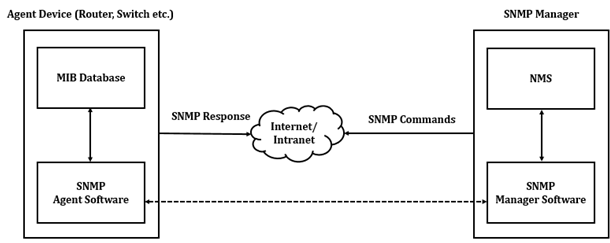 Agent Device (Router, Switch etc.)
SNMP Manager
MIB Database
NMS
SNMP Response
Internet/
Intranet
SNMP Commands
SNMP
Agent Software
SNMP
Manager Software